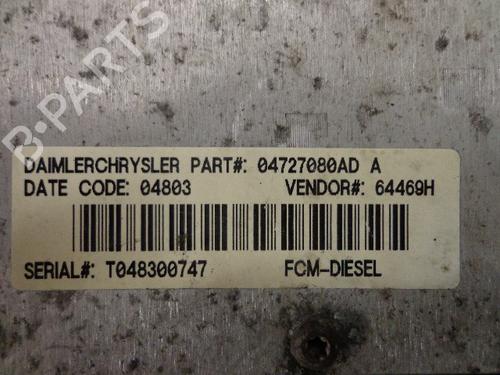 B-PARTS
DAIMLERCHRYSLER PART#: 04727080AD A
DATE CODE: 04803 VENDOR#: 64469H
SERIAL#: T048300747 FCM-DIESEL